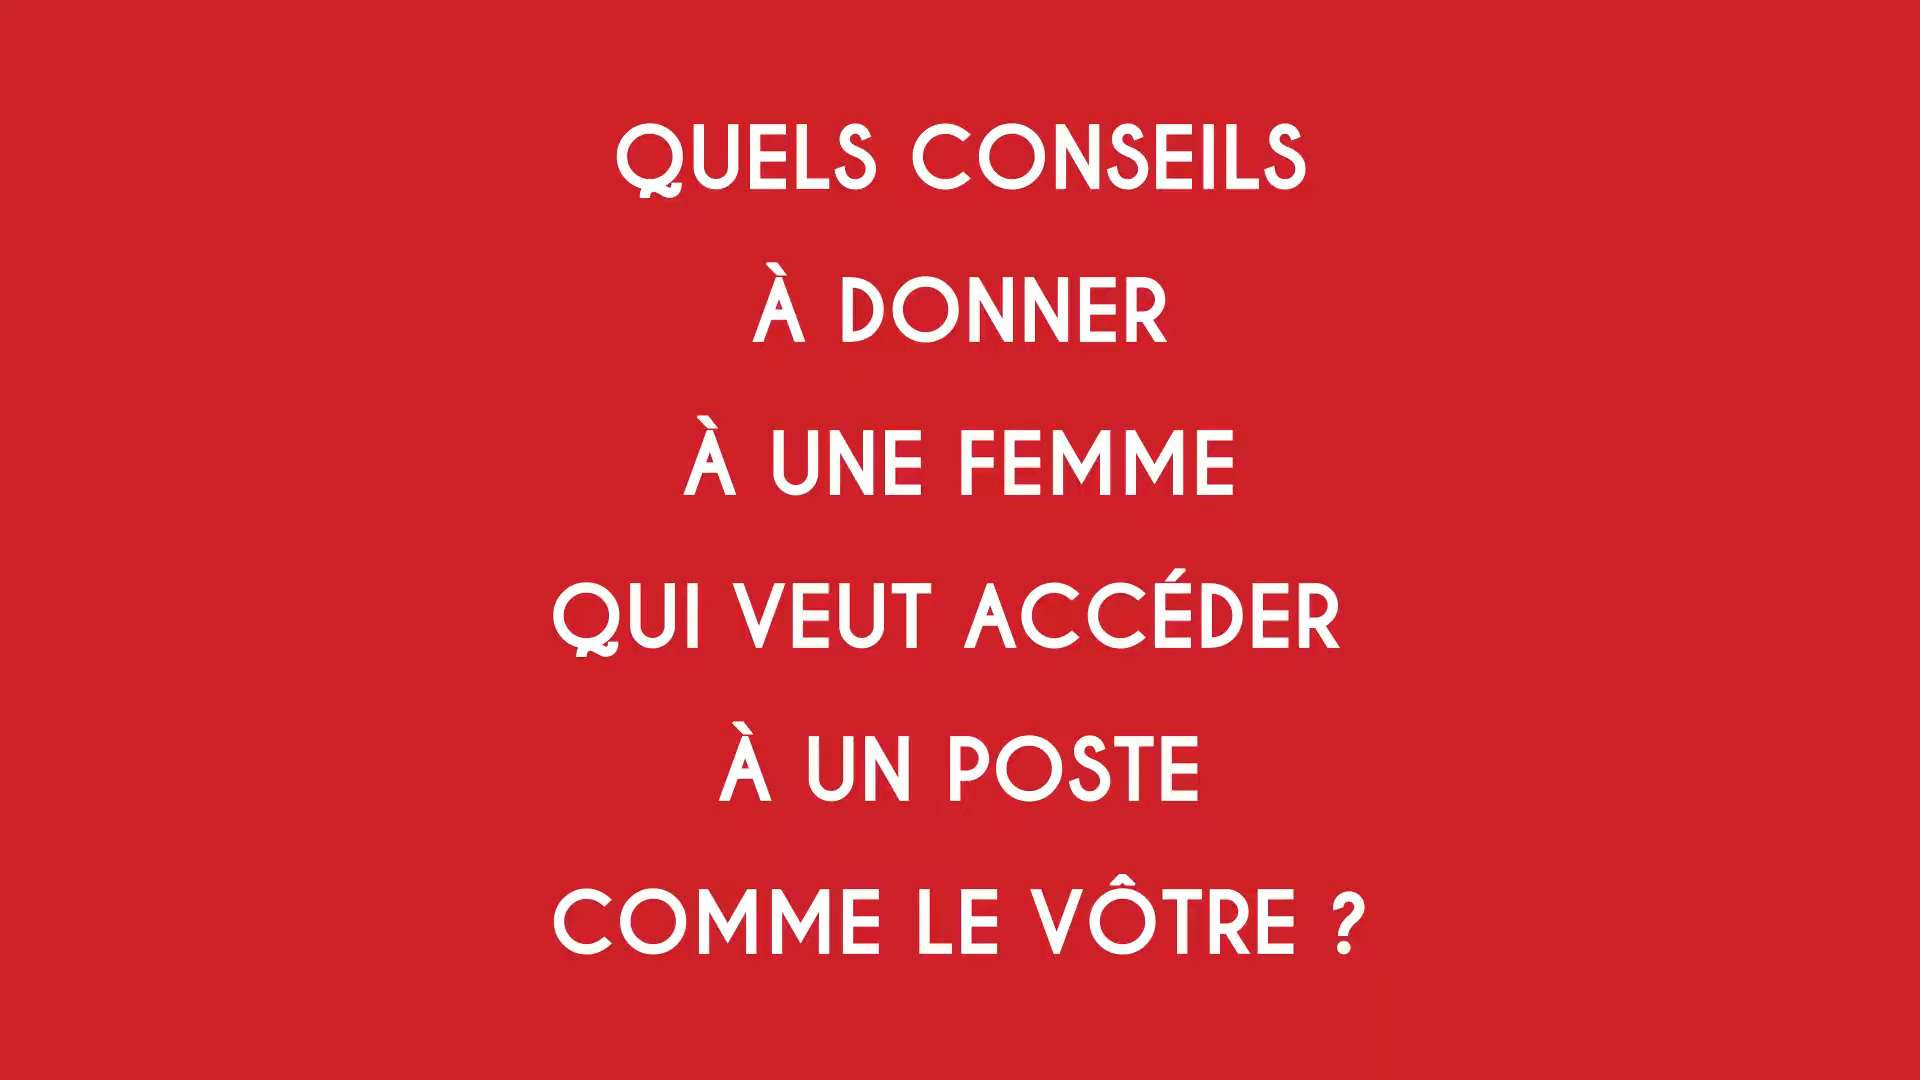 QUELS CONSEILS
À DONNER
À UNE FEMME
QUI VEUT ACCÉDER
À UN POSTE
COMME LE VÔTRE ?